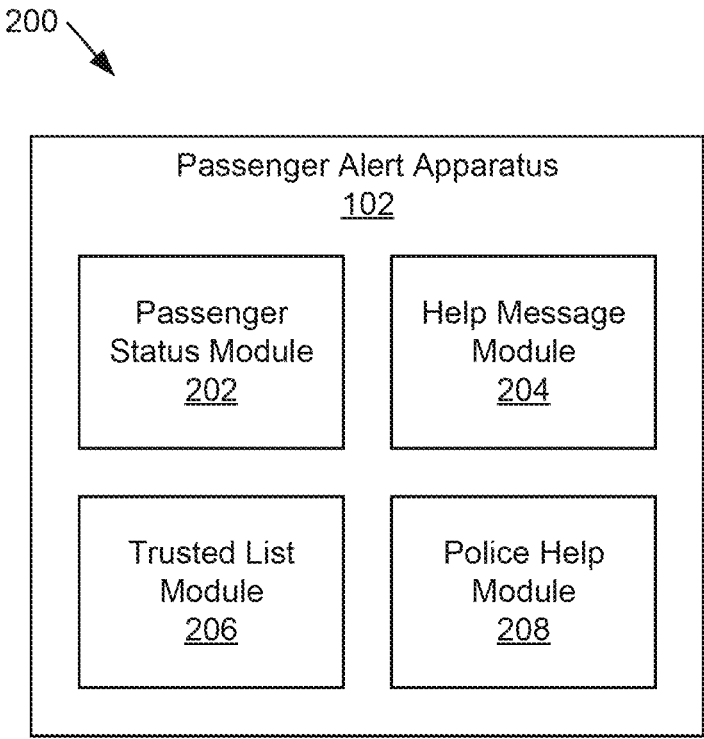 200
Passenger Alert Apparatus
102
Passenger
Status Module
202
Help Message
Module
204
Trusted List
Module
206
Police Help
Module
208